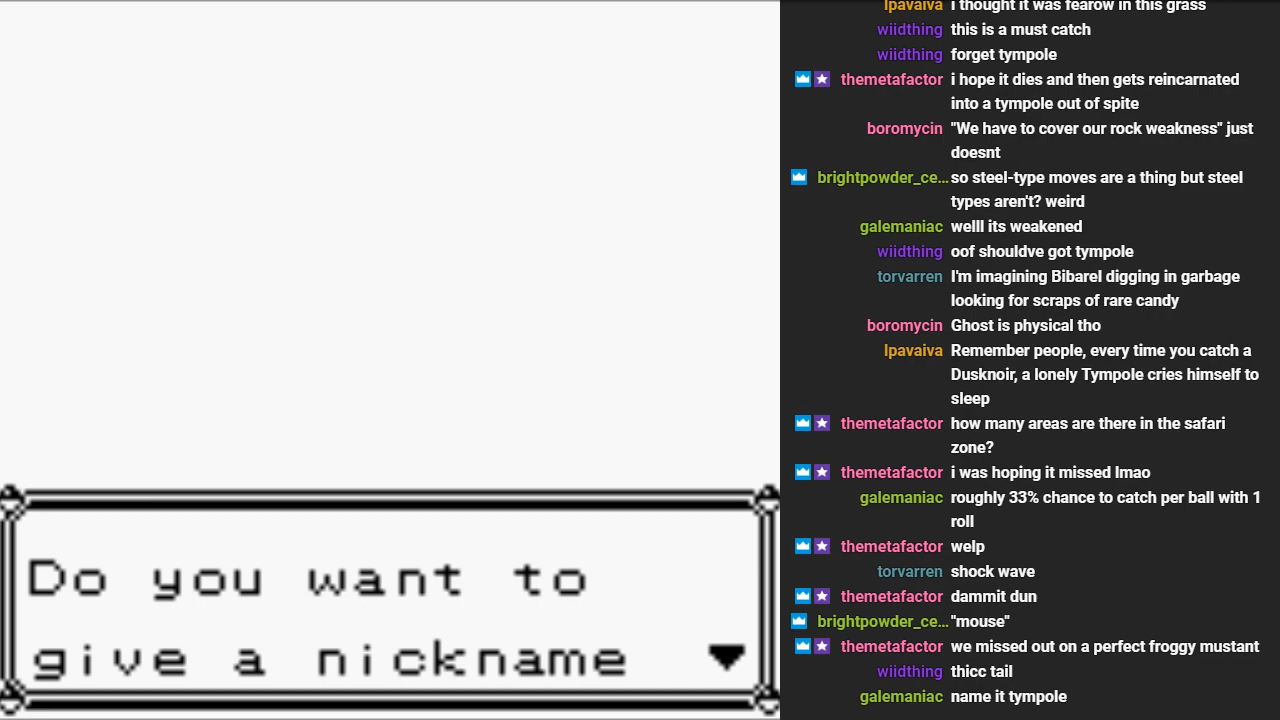 Do you want to
give a nickname
lpavaiva i thought it was fearow in this grass
wiidthing this is a must catch
wiidthing forget tympole
themetafactor i hope it dies and then gets reincarnated
into a tympole out of spite
boromycin "We have to cover our rock weakness" just
doesnt
brightpowder_ce… so steel-type moves are a thing but steel
types aren't? weird
galemaniac welll its weakened
wiidthing oof shouldve got tympole
torvarren I'm imagining Bibarel digging in garbage
looking for scraps of rare candy
boromycin Ghost is physical tho
lpavaiva Remember people, every time you catch a
Dusknoir, a lonely Tympole cries himself to
sleep
themetafactor how many areas are there in the safari
zone?
themetafactor i was hoping it missed lmao
galemaniac roughly 33% chance to catch per ball with 1
roll
themetafactor welp
torvarren shock wave
themetafactor dammit dun
brightpowder_ce… "mouse"
themetafactor we missed out on a perfect froggy mustant
wiidthing thicc tail
galemaniac name it tympole